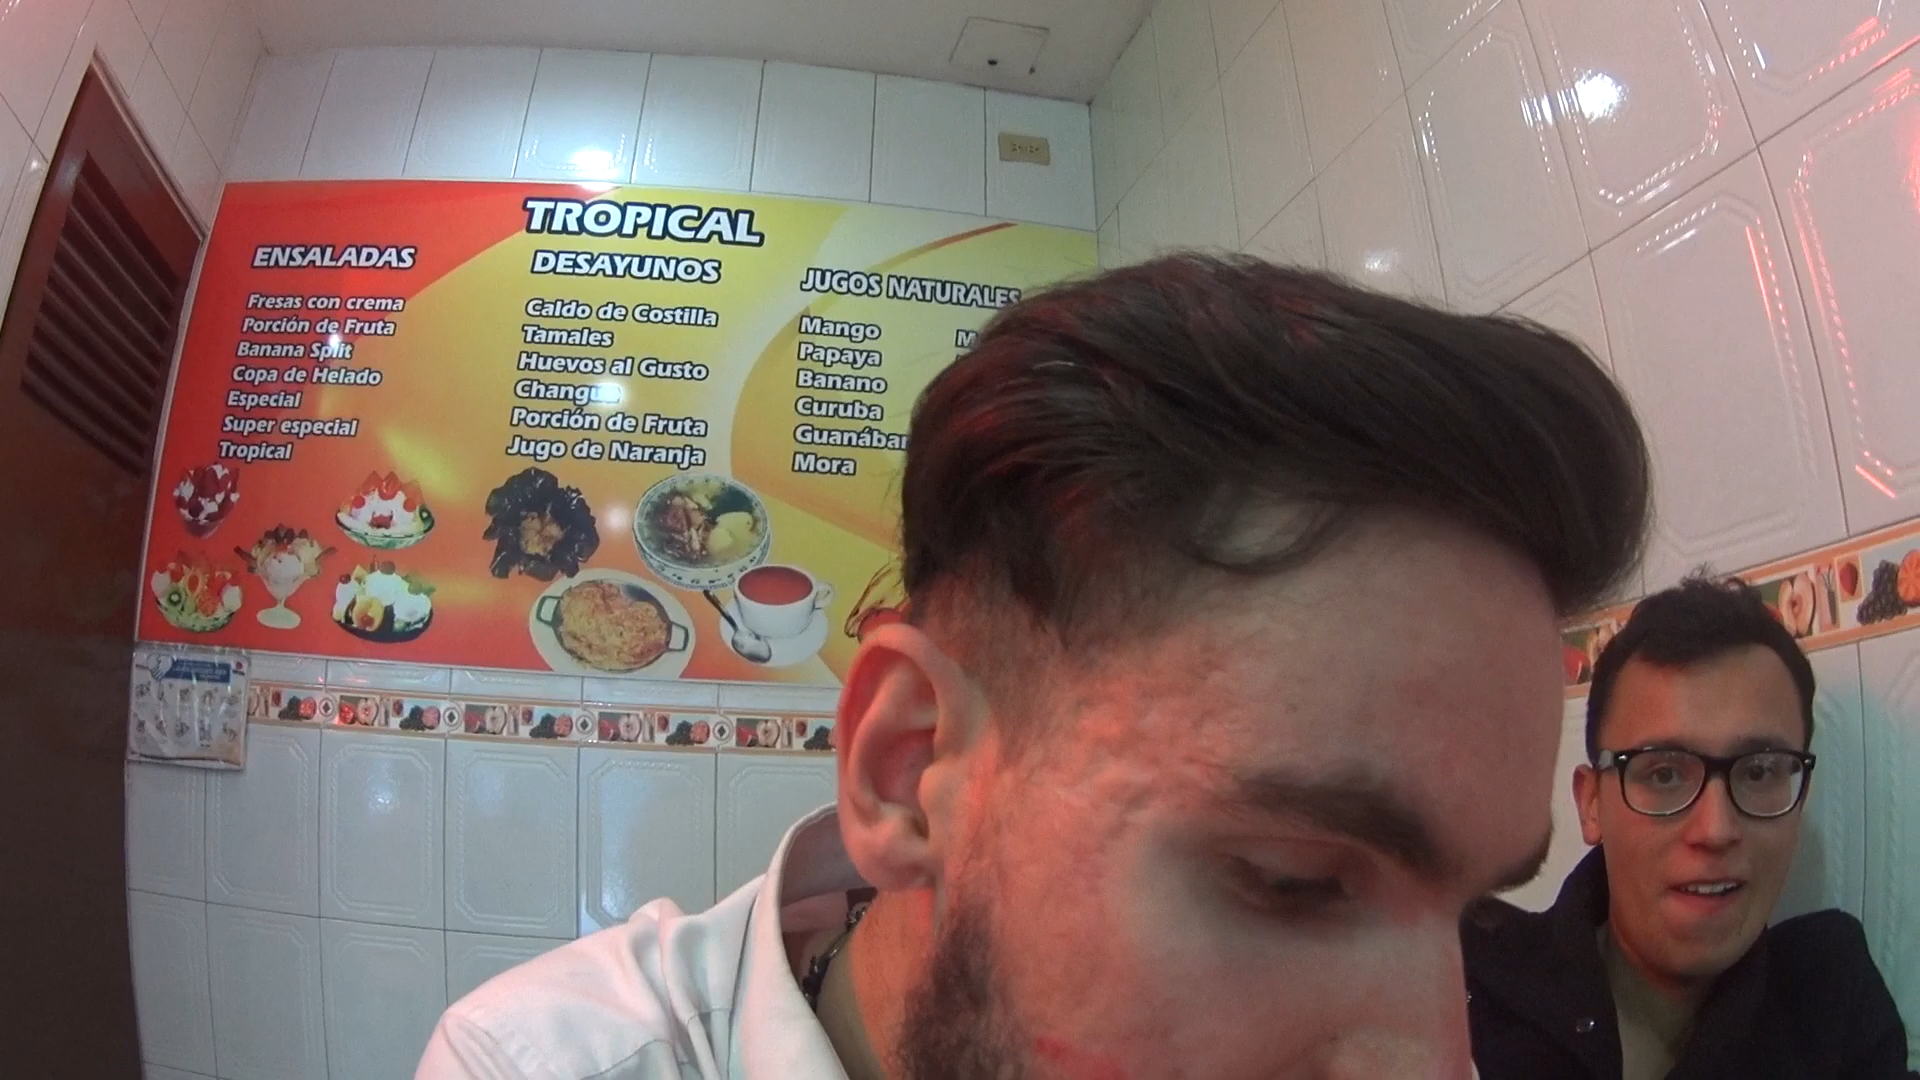 TROPICAL
ENSALADAS
Fresas con crema
Porción de Fruta
Banana Split
Copa de Helado
Especial
Super especial
Tropical
DESAYUNOS
Caldo de Costilla
Tamales
Huevos al Gusto
Changua
Porción de Fruta
Jugo de Naranja
JUGOS NATURALES
Mango
Papaya
Banano
Curuba
Mora